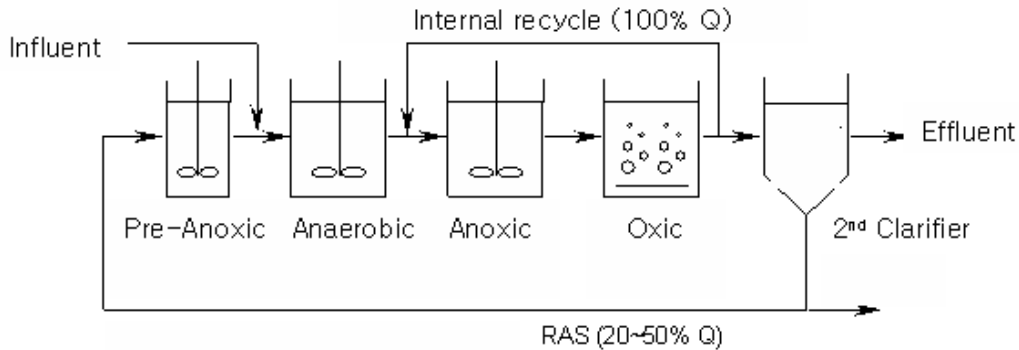 Internal recycle (100% Q)
Influent
Effluent
Pre-Anoxic
Anaerobic
Anoxic
Oxic
2nd Clarifier
RAS (20~50% Q)